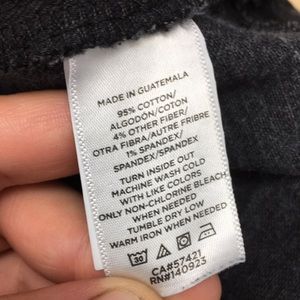 MADE IN GUATEMALA
95% COTTON/
ALGODÓN/COTON
4% OTHER FIBER/
OTRA FIBRA/AUTRE FRIBRE
1% SPANDEX/
SPANDEX/SPANDEX
TURN INSIDE OUT
MACHINE WASH COLD
WITH LIKE COLORS
ONLY NON-CHLORINE BLEACH
WHEN NEEDED
TUMBLE DRY LOW
WARM IRON WHEN NEEDED
30
CA#57421
RN#140923